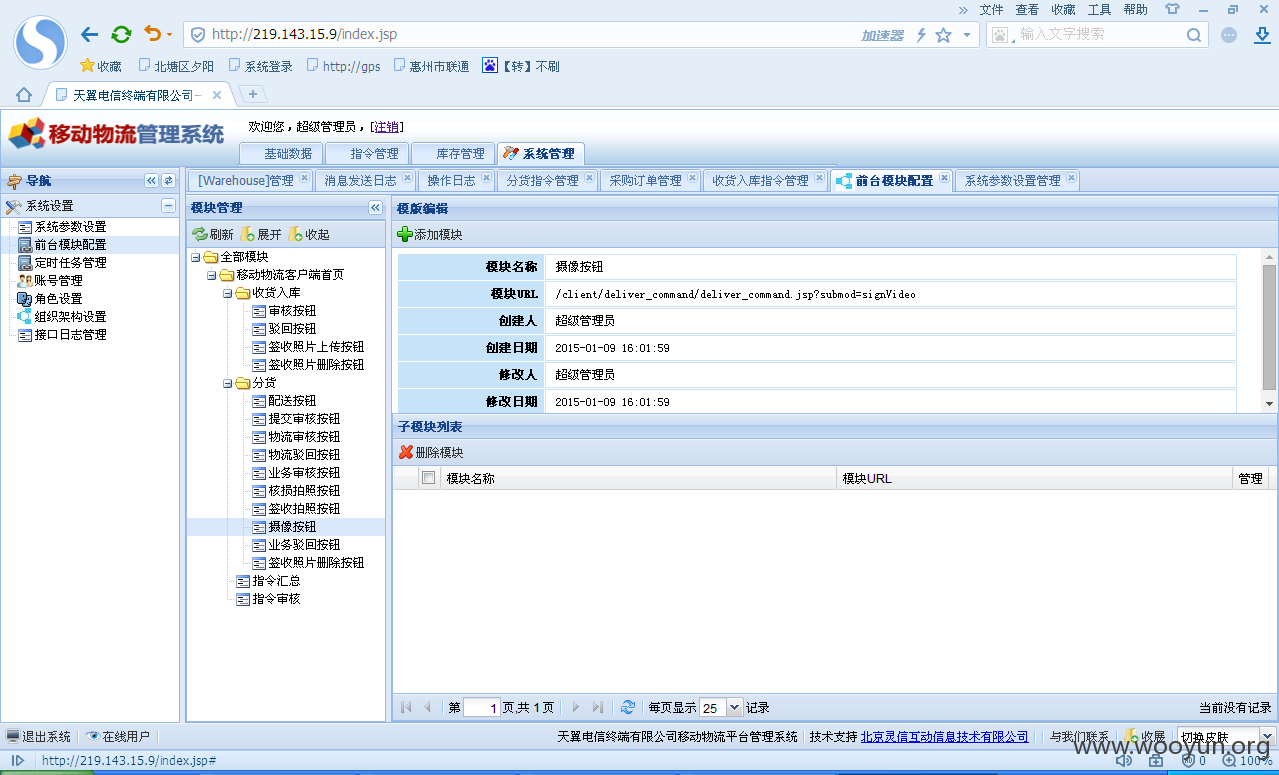 » 文件 查看 收藏 工具 帮助
http://219.143.15.9/index.jsp 加速器 输入文字搜索
收藏 北塘区夕阳 系统登录 http://gps 惠州市联通 【转】不刷
天翼电信终端有限公司－
移动物流管理系统
欢迎您，超级管理员，[注销]
基础数据 指令管理 库存管理 系统管理
导航
[Warehouse]管理 消息发送日志 操作日志 分货指令管理 采购订单管理 收货入库指令管理 前台模块配置 系统参数设置管理
系统设置
系统参数设置
前台模块配置
定时任务管理
账号管理
角色设置
组织架构设置
接口日志管理
模块管理
刷新 展开 收起
全部模块
移动物流客户端首页
收货入库
审核按钮
驳回按钮
签收照片上传按钮
签收照片删除按钮
分货
配送按钮
提交审核按钮
物流审核按钮
物流驳回按钮
业务审核按钮
核损拍照按钮
签收拍照按钮
摄像按钮
业务驳回按钮
签收照片删除按钮
指令汇总
指令审核
模版编辑
添加模块
模块名称 摄像按钮
模块URL /client/deliver_command/deliver_command.jsp?submod=signVideo
创建人 超级管理员
创建日期 2015-01-09 16:01:59
修改人 超级管理员
修改日期 2015-01-09 16:01:59
子模块列表
删除模块
模块名称 模块URL 管理
第 1 页,共 1 页 每页显示 25 记录 当前没有记录
退出系统 在线用户 天翼电信终端有限公司移动物流平台管理系统 技术支持 北京灵信互动信息技术有限公司 与我们联系 收展 切换皮肤
www.wooyun.org
http://219.143.15.9/index.jsp# 0 100%